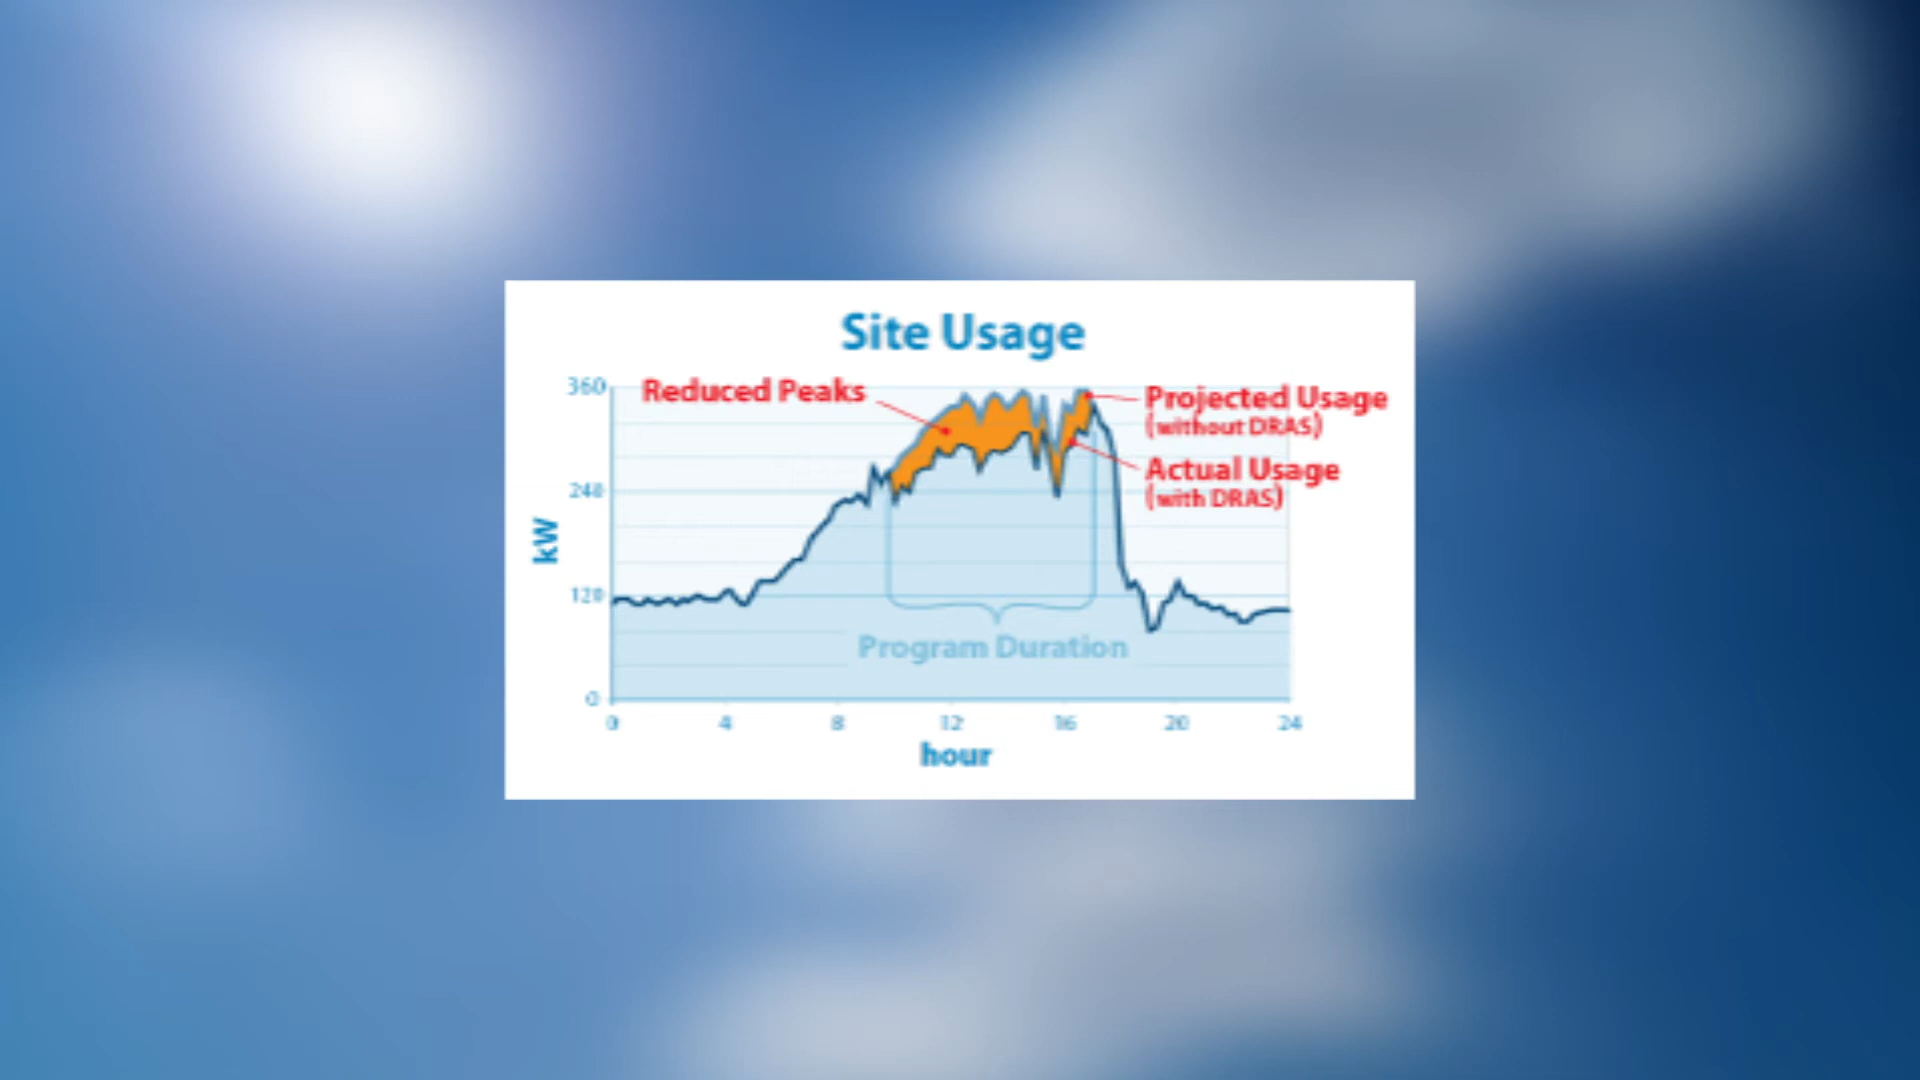 Site Usage
360
Reduced Peaks
Projected Usage
(without DRAS)
Actual Usage
(with DRAS)
240
kW
120
Program Duration
0
0 4 8 12 16 20 24
hour